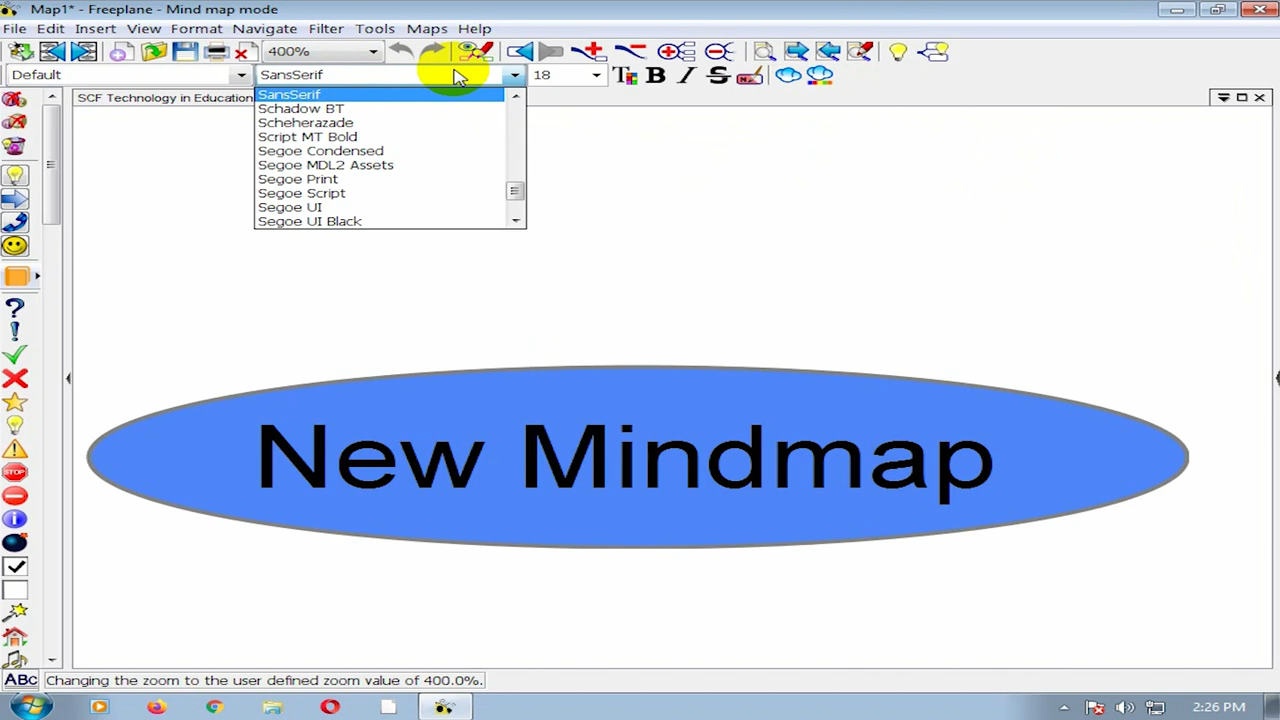 Map1* - Freeplane - Mind map mode
File Edit Insert View Format Navigate Filter Tools Maps Help
400%
Default SansSerif 18
SCF Technology in Education
SansSerif
Schadow BT
Scheherazade
Script MT Bold
Segoe Condensed
Segoe MDL2 Assets
Segoe Print
Segoe Script
Segoe UI
Segoe UI Black
New Mindmap
STOP
ABc Changing the zoom to the user defined zoom value of 400.0%.
2:26 PM